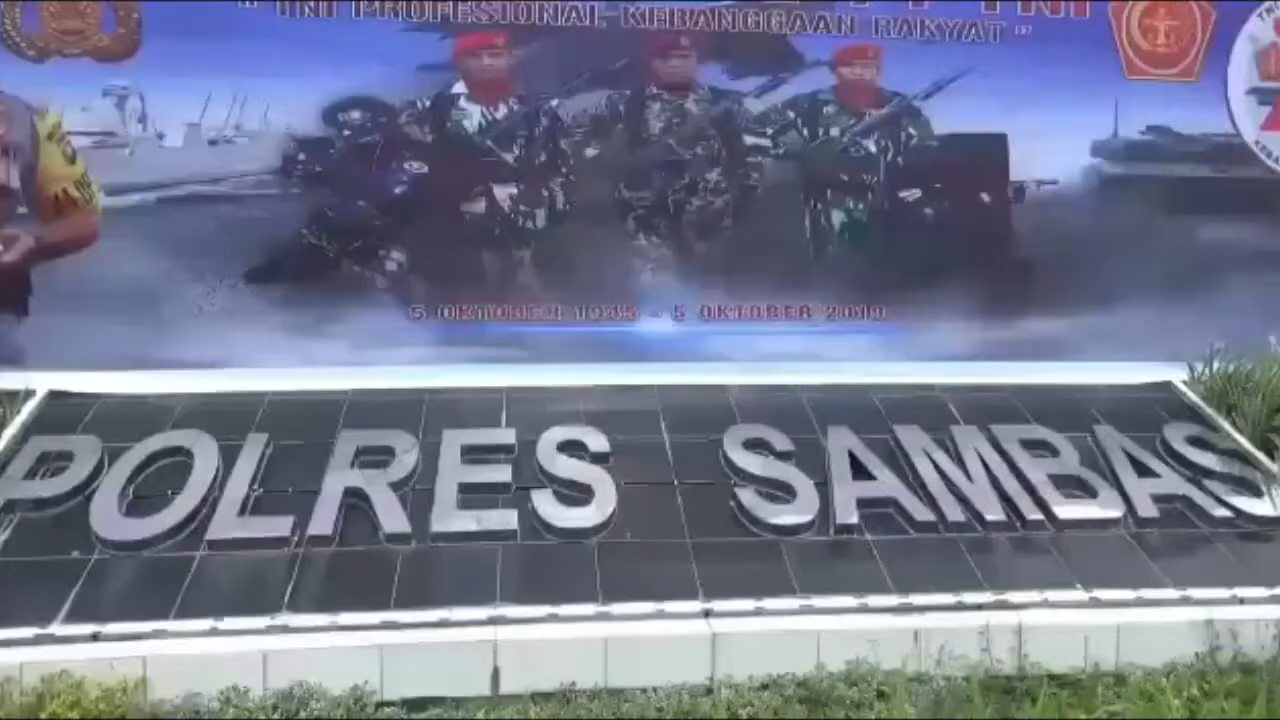 " TNI PROFESIONAL KEBANGGAAN RAKYAT "
5 OKTOBER 1945 - 5 OKTOBER 2019
POLRES SAMBAS